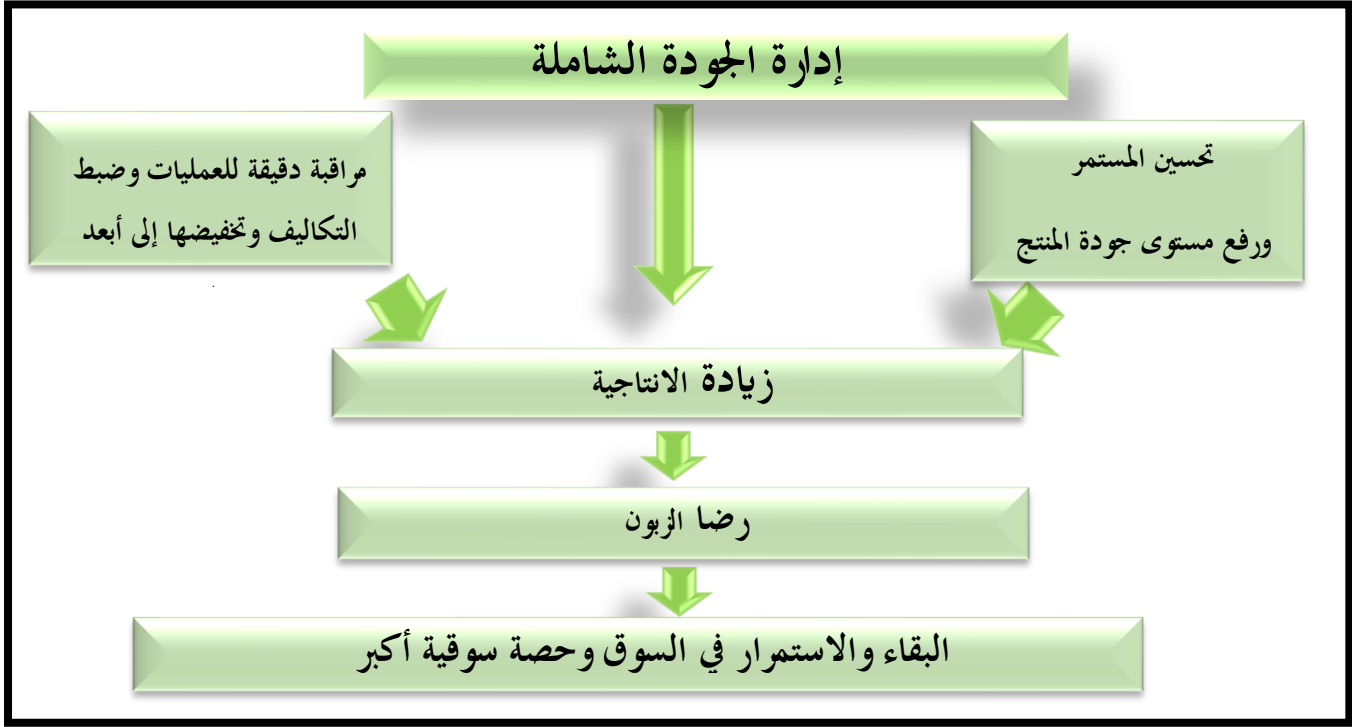 إدارة الجودة الشاملة
تحسين المستمر
ورفع مستوى جودة المنتج
مراقبة دقيقة للعمليات وضبط
التكاليف وتخفيضها إلى أبعد
زيادة الانتاجية
رضا الزبون
البقاء والاستمرار في السوق وحصة سوقية أكبر